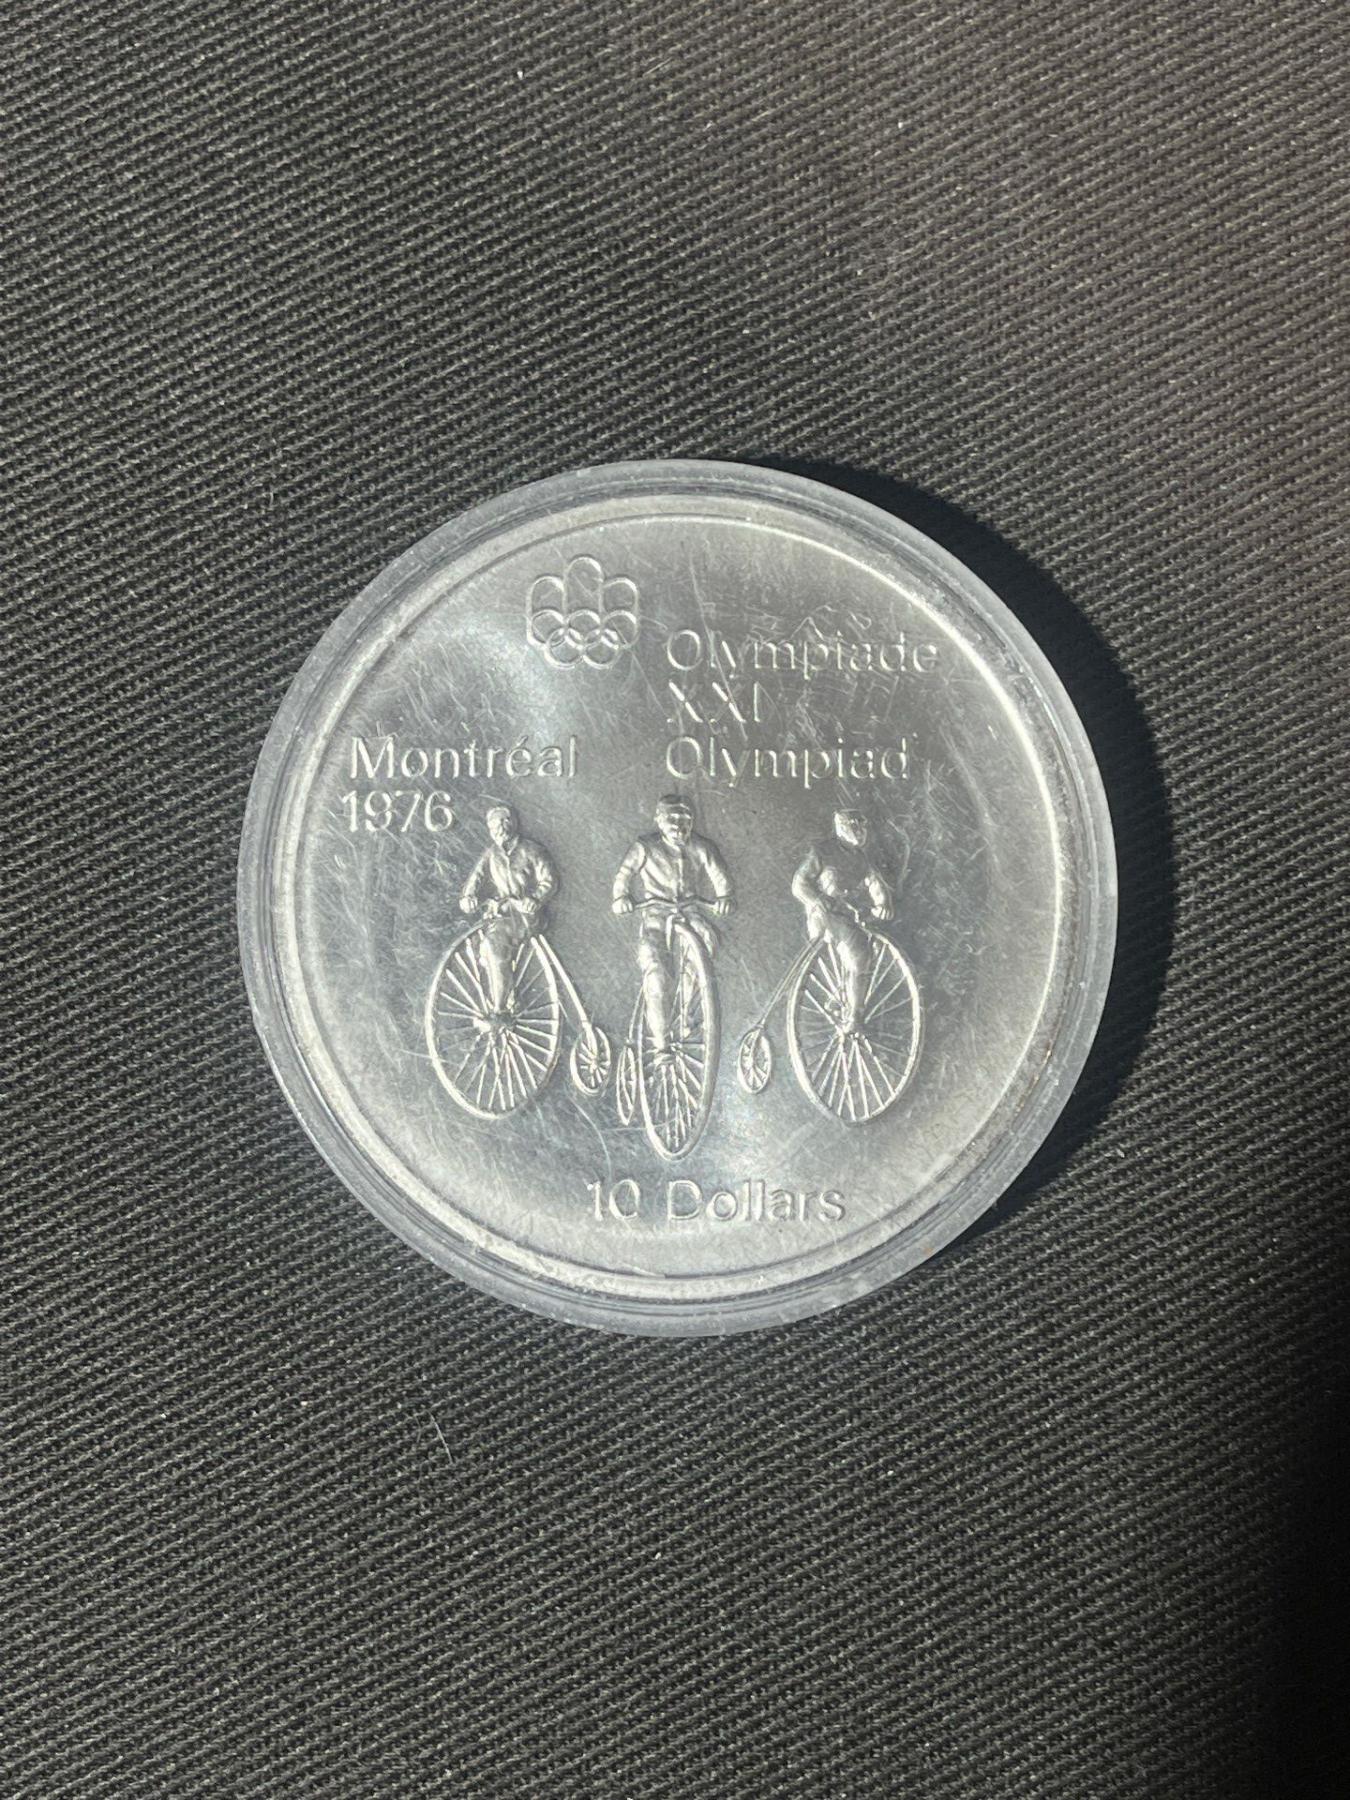 Olympiade
XXI
Olympiad
Montréal
1976
10 Dollars